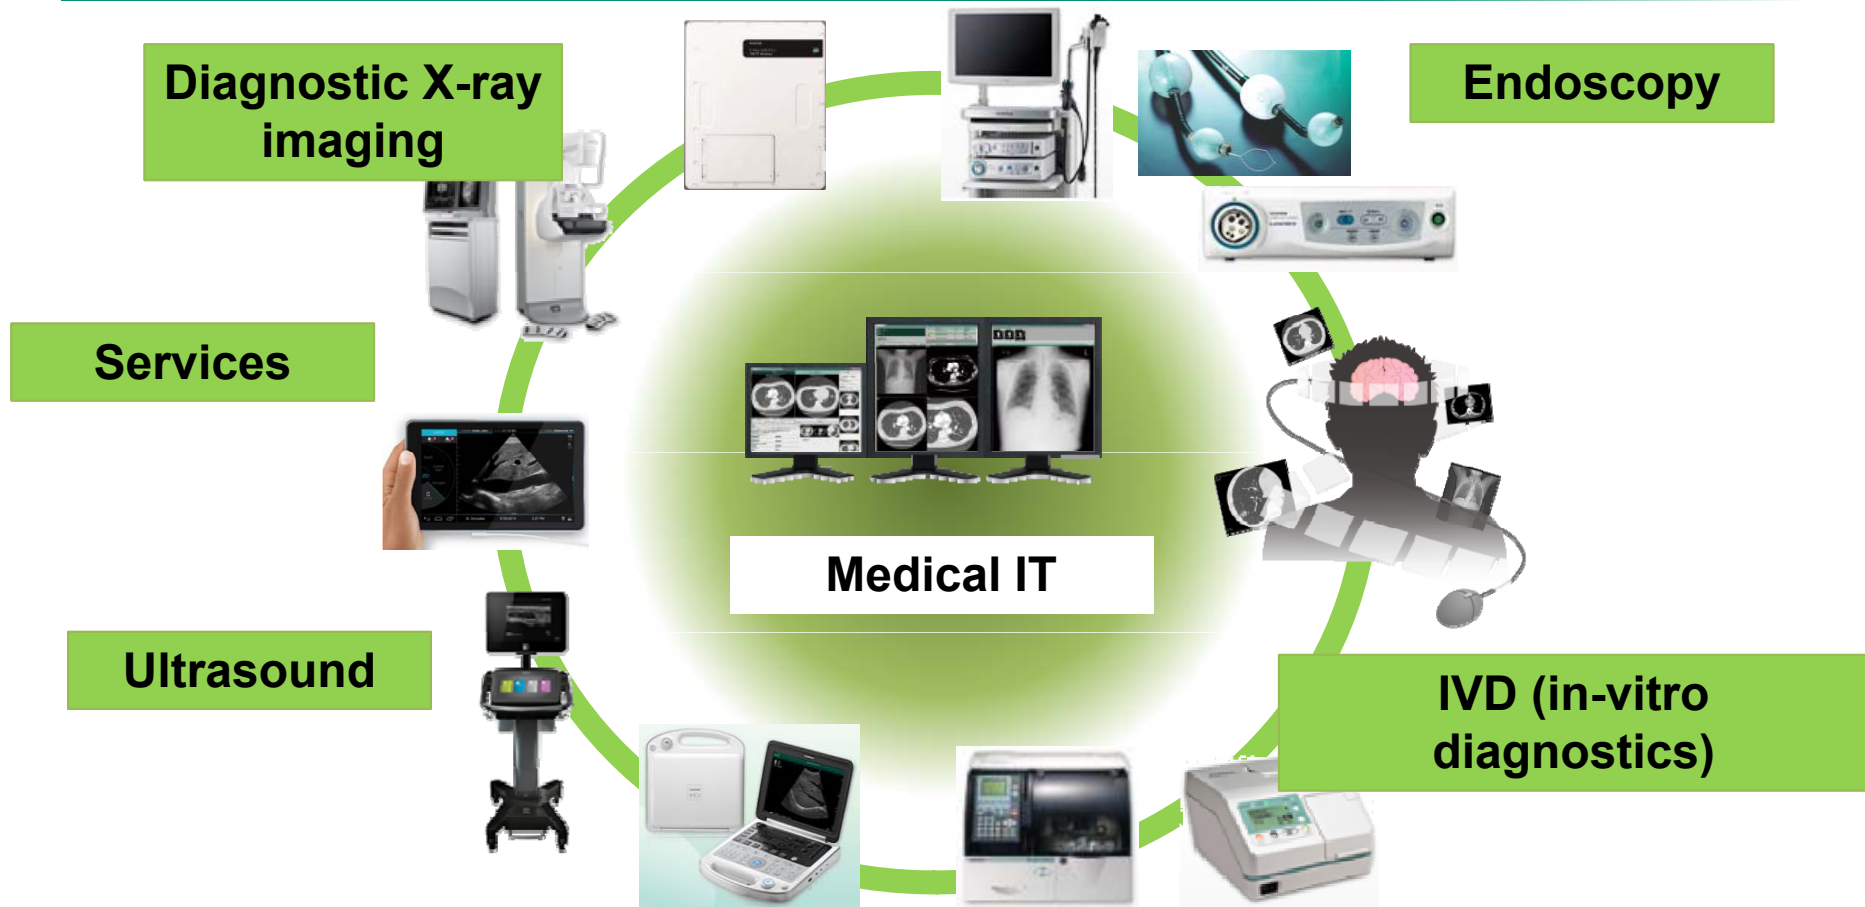 Diagnostic X-ray
imaging
Endoscopy
Services
Medical IT
Ultrasound
IVD (in-vitro
diagnostics)